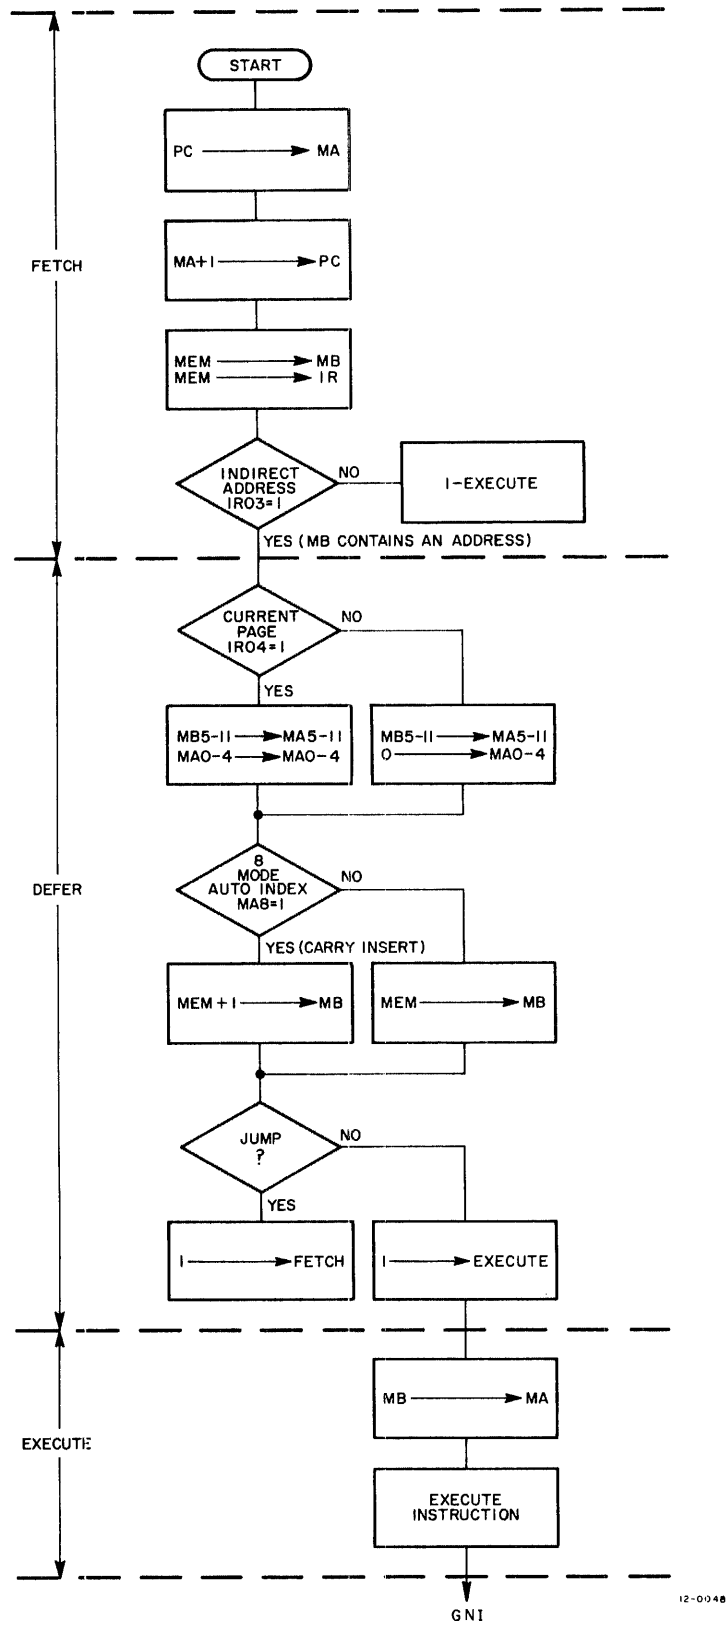 START
PC MA
MA+1 PC
FETCH
MEM MB
MEM IR
INDIRECT
ADDRESS
IR03=1
NO
1-EXECUTE
YES (MB CONTAINS AN ADDRESS)
CURRENT
PAGE
IR04=1
NO
YES
MB5-11 MA5-11
MA0-4 MA0-4
MB5-11 MA5-11
0 MA0-4
DEFER
8
MODE
AUTO INDEX
MA8=1
NO
YES (CARRY INSERT)
MEM+1 MB
MEM MB
JUMP
?
NO
YES
1 FETCH
1 EXECUTE
MB MA
EXECUTE
EXECUTE
INSTRUCTION
12-0048
GNI